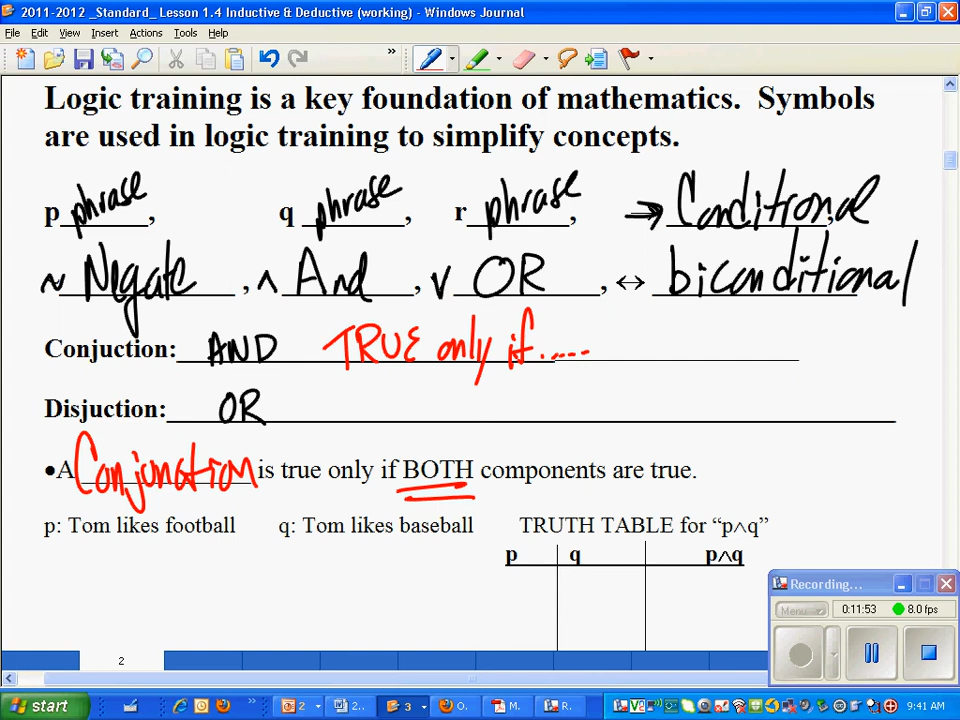 2011-2012 _Standard_ Lesson 1.4 Inductive & Deductive (working) - Windows Journal
File Edit View Insert Actions Tools Help
»
Logic training is a key foundation of mathematics. Symbols
are used in logic training to simplify concepts.
p phrase, q phrase, r phrase, → Conditional,
~ Negate, ∧ And, ∨ OR, ↔ biconditional
Conjuction: AND TRUE only if.....
Disjuction: OR
•A Conjunction is true only if BOTH components are true.
p: Tom likes football q: Tom likes baseball TRUTH TABLE for “p∧q”
p q p∧q
Recording...
Menu 0:11:53 8.0 fps
2
start » 2 2.. 3 O. M. R. 9:41 AM